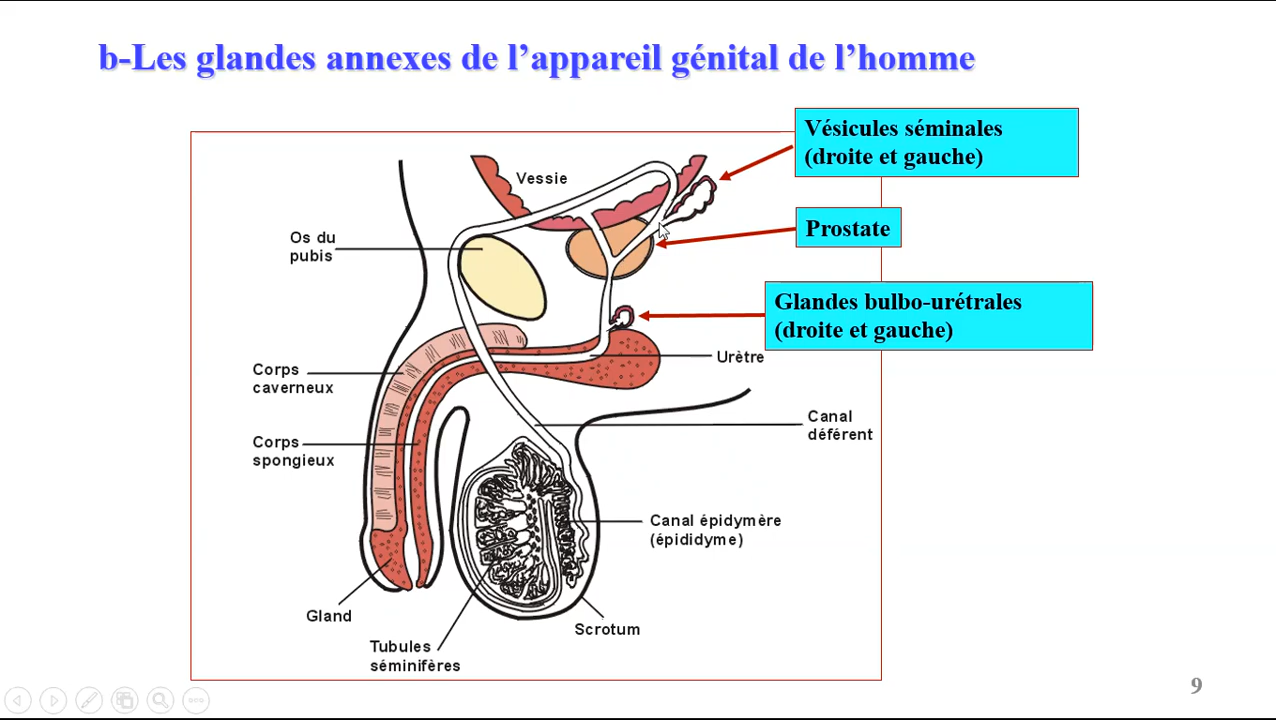 b-Les glandes annexes de l’appareil génital de l’homme
Vésicules séminales
(droite et gauche)
Vessie
Prostate
Os du
pubis
Glandes bulbo-urétrales
(droite et gauche)
Urètre
Corps
caverneux
Canal
déférent
Corps
spongieux
Canal épidymère
(épididyme)
Gland
Scrotum
Tubules
séminifères
9